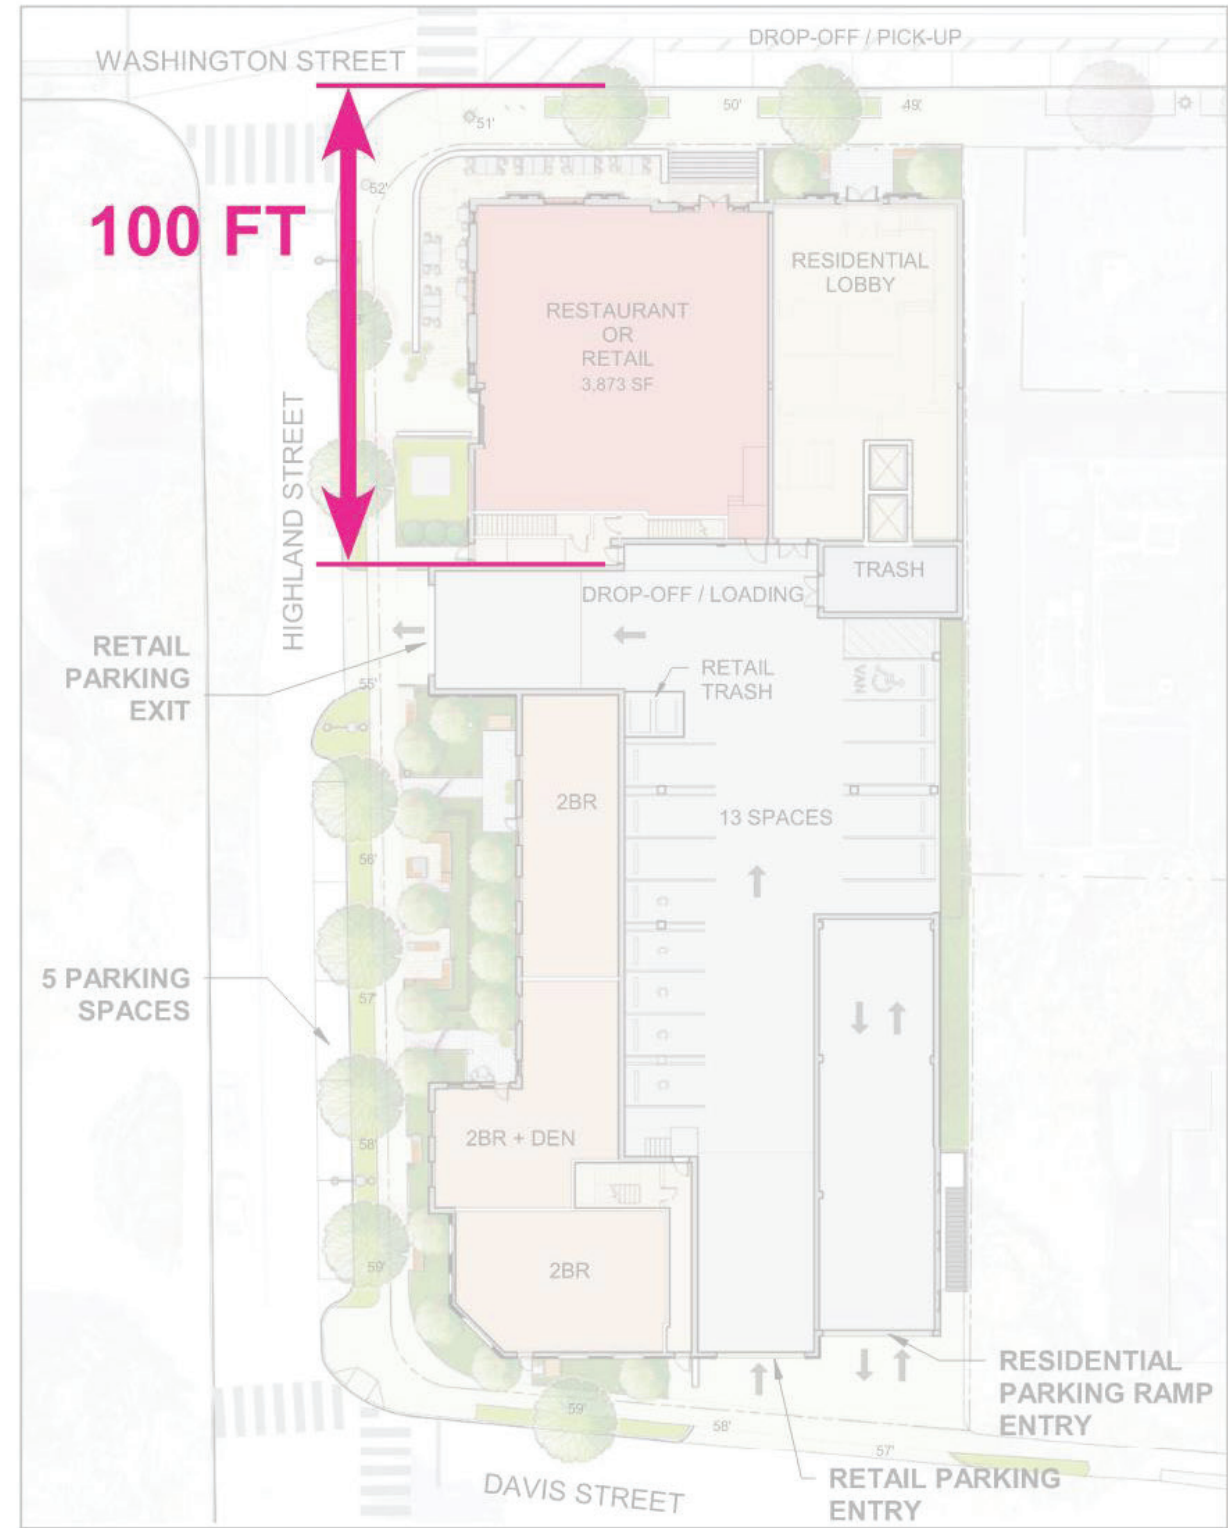 WASHINGTON STREET
DROP-OFF / PICK-UP
50'
49'
51'
52'
100 FT
RESIDENTIAL
LOBBY
RESTAURANT
OR
RETAIL
3,873 SF
HIGHLAND STREET
TRASH
DROP-OFF / LOADING
RETAIL
PARKING
EXIT
RETAIL
TRASH
VAN
55'
2BR
13 SPACES
56'
C
C
C
C
C
5 PARKING
SPACES
57'
58'
2BR + DEN
59'
2BR
RESIDENTIAL
PARKING RAMP
ENTRY
59'
58'
57'
RETAIL PARKING
ENTRY
DAVIS STREET